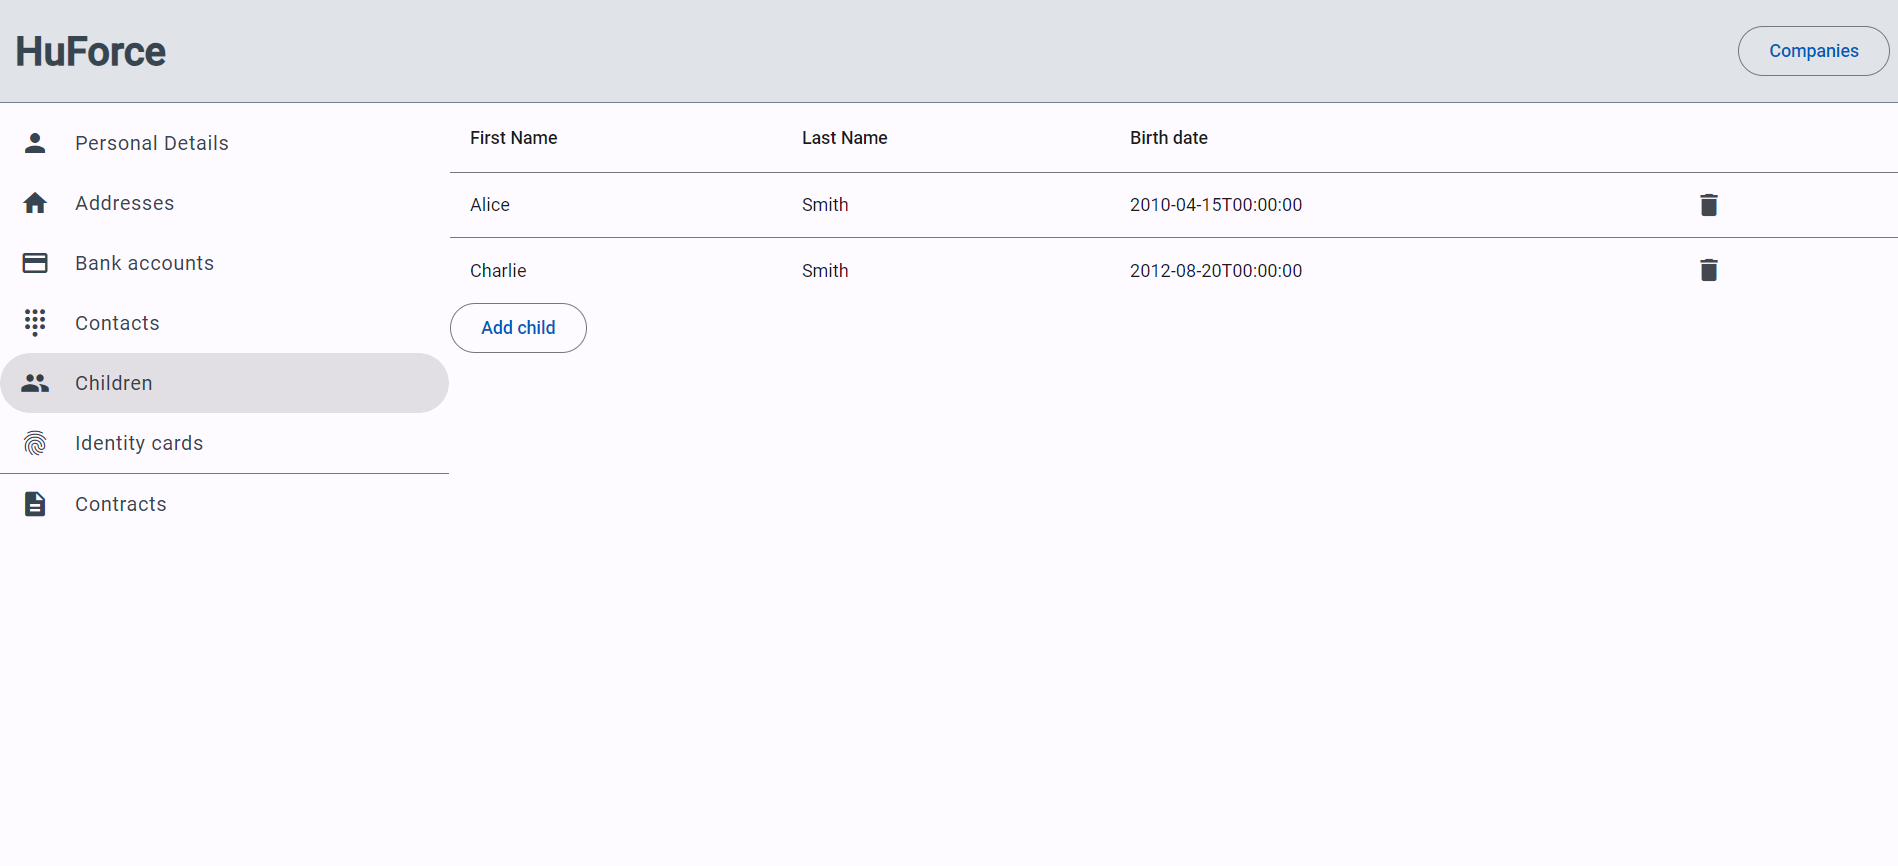 HuForce
Companies
Personal Details
Addresses
Bank accounts
Contacts
Children
Identity cards
Contracts
First Name Last Name Birth date
Alice Smith 2010-04-15T00:00:00
Charlie Smith 2012-08-20T00:00:00
Add child